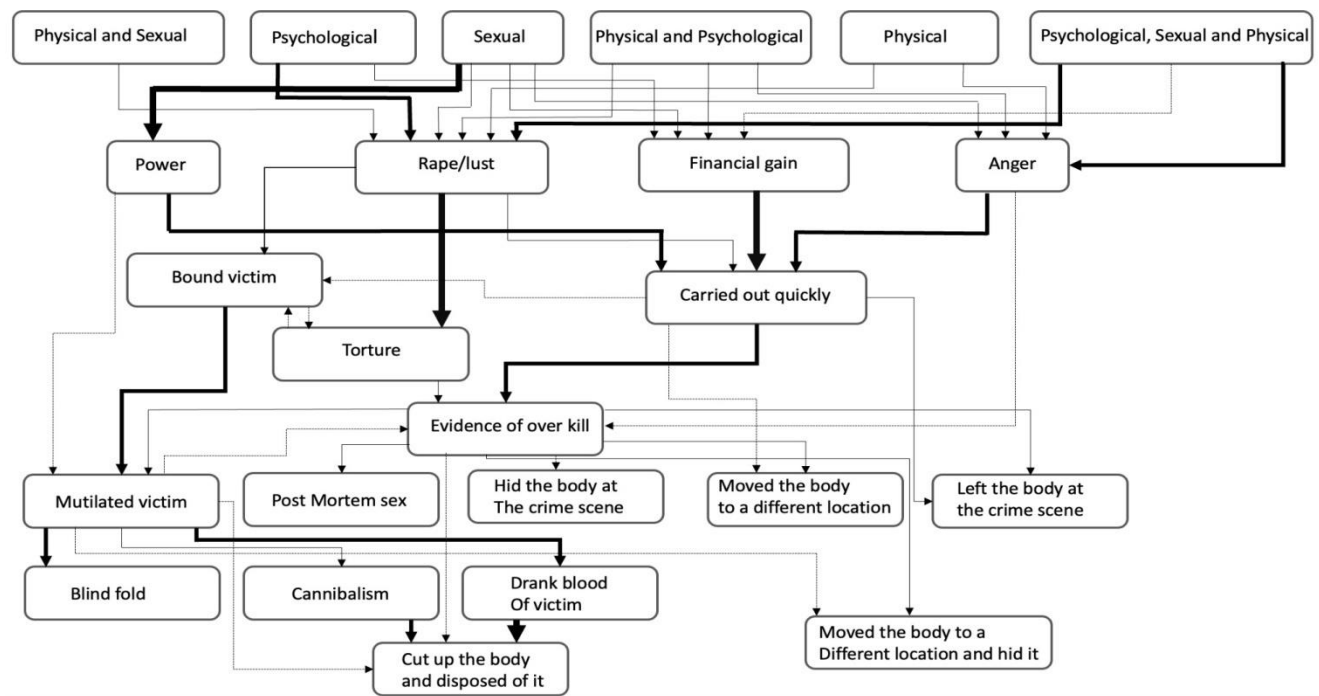 Physical and Sexual
Psychological
Sexual
Physical and Psychological
Physical
Psychological, Sexual and Physical
Power
Rape/lust
Financial gain
Anger
Bound victim
Carried out quickly
Torture
Evidence of over kill
Mutilated victim
Post Mortem sex
Hid the body at
The crime scene
Moved the body
to a different location
Left the body at
the crime scene
Blind fold
Cannibalism
Drank blood
Of victim
Cut up the body
and disposed of it
Moved the body to a
Different location and hid it